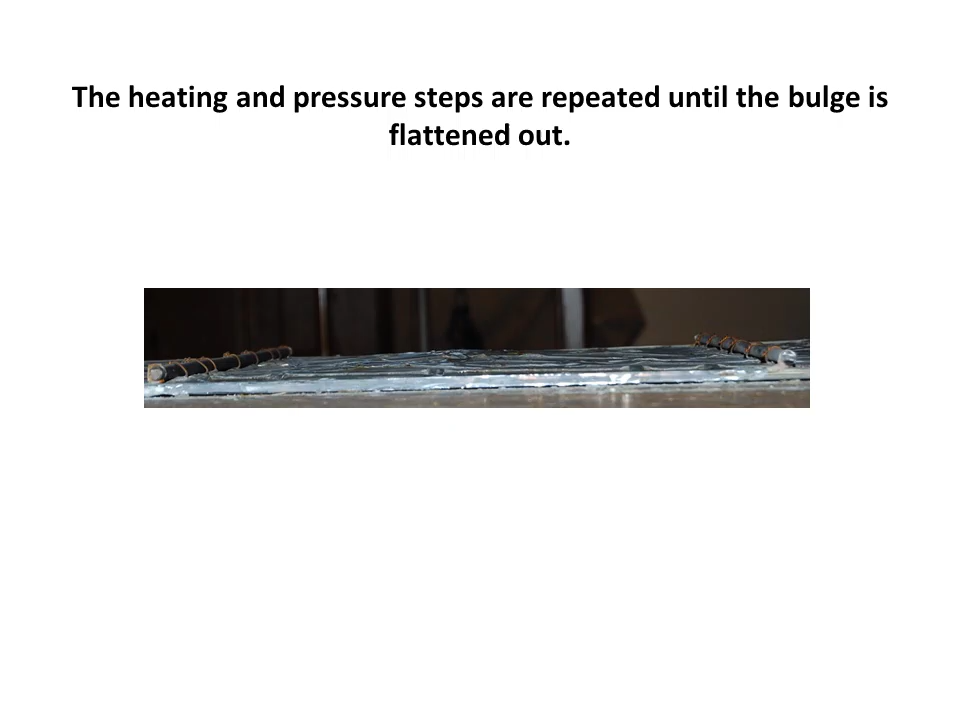 The heating and pressure steps are repeated until the bulge is
flattened out.